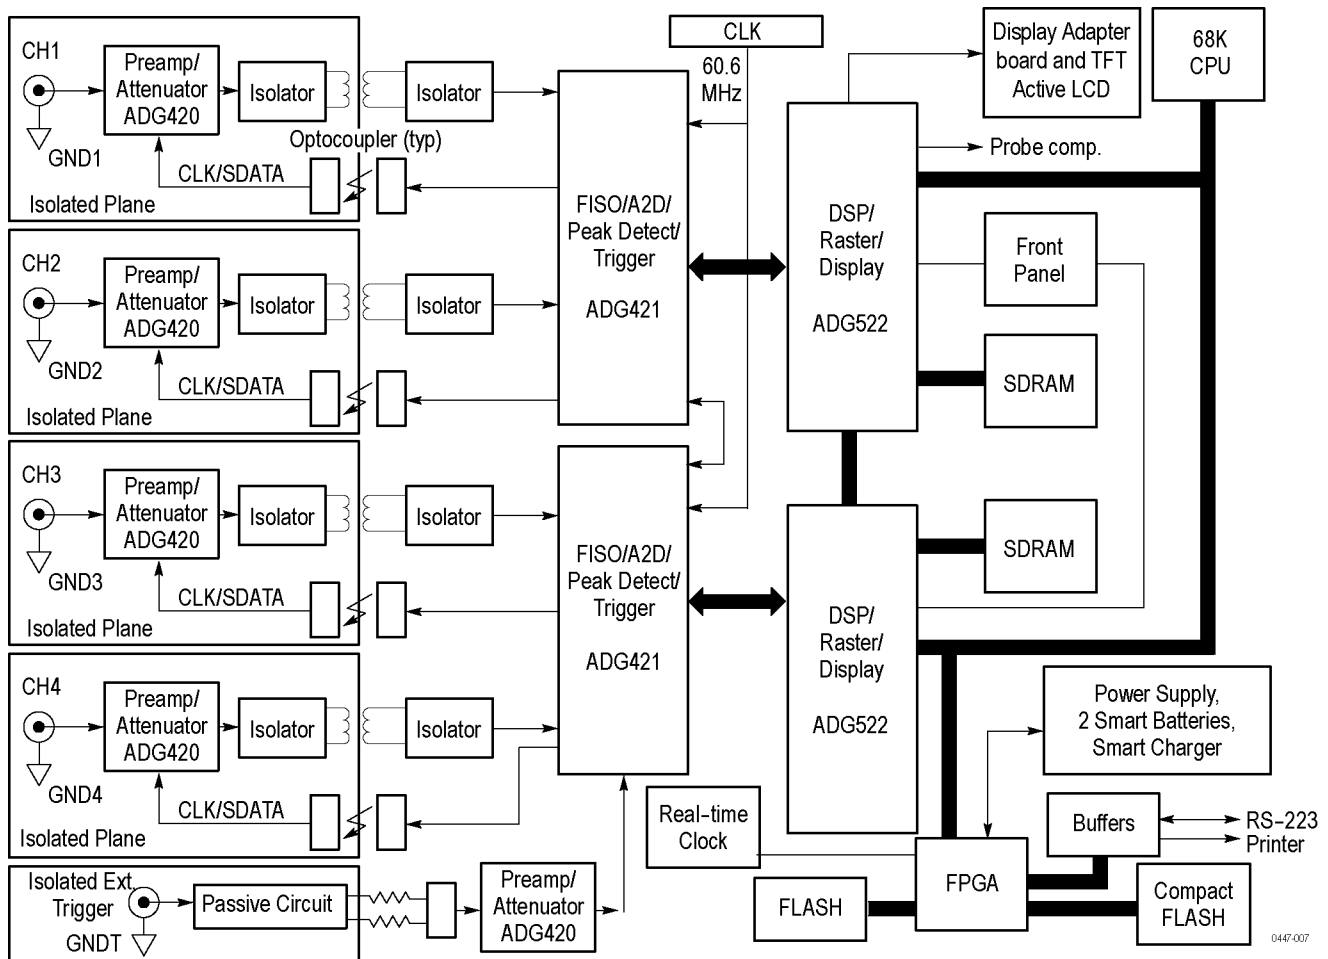 CH1
Preamp/
Attenuator
ADG420
Isolator
Isolator
GND1
Optocoupler (typ)
CLK/SDATA
Isolated Plane
CH2
Preamp/
Attenuator
ADG420
Isolator
Isolator
GND2
CLK/SDATA
Isolated Plane
CH3
Preamp/
Attenuator
ADG420
Isolator
Isolator
GND3
CLK/SDATA
Isolated Plane
CH4
Preamp/
Attenuator
ADG420
Isolator
Isolator
GND4
CLK/SDATA
Isolated Plane
Isolated Ext.
Trigger
GNDT
Passive Circuit
Preamp/
Attenuator
ADG420
FISO/A2D/
Peak Detect/
Trigger
ADG421
FISO/A2D/
Peak Detect/
Trigger
ADG421
CLK
60.6
MHz
DSP/
Raster/
Display
ADG522
DSP/
Raster/
Display
ADG522
Display Adapter
board and TFT
Active LCD
68K
CPU
Probe comp.
Front
Panel
SDRAM
SDRAM
Power Supply,
2 Smart Batteries,
Smart Charger
Real-time
Clock
Buffers
RS-223
Printer
FPGA
FLASH
Compact
FLASH
0447-007